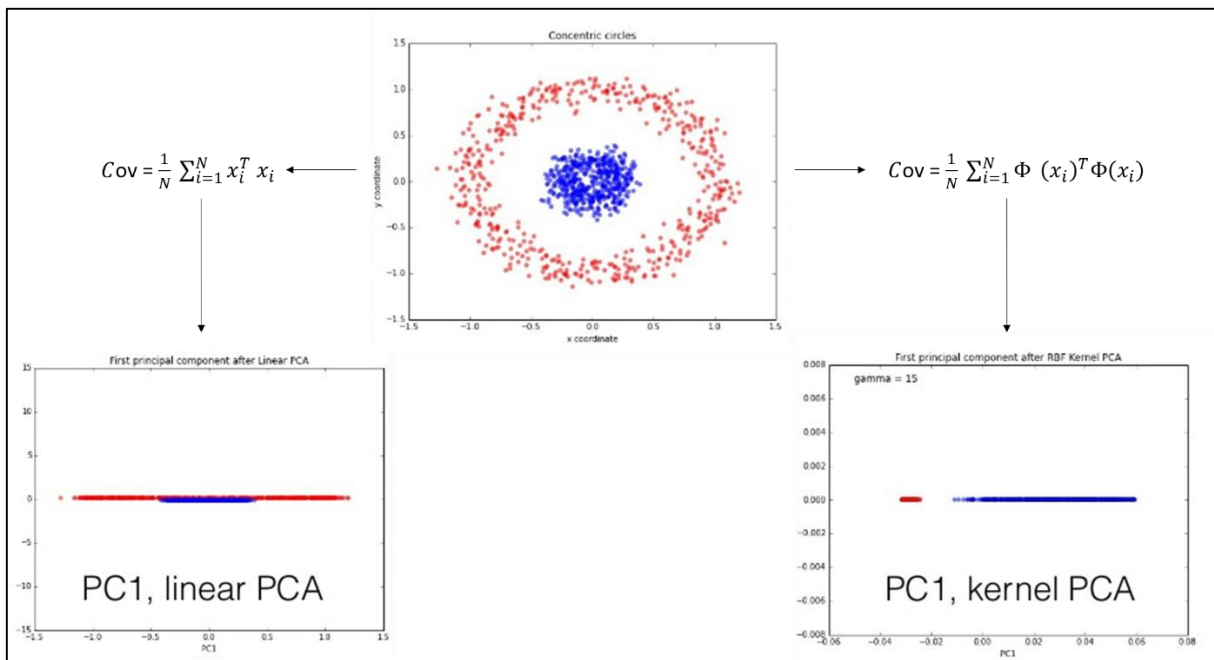 Concentric circles
1.5
1.0
0.5
0.0
−0.5
−1.0
−1.5
y coordinate
−1.5 −1.0 −0.5 0.0 0.5 1.0 1.5
x coordinate
Cov = 1/N ∑_{i=1}^{N} x_i^T x_i
Cov = 1/N ∑_{i=1}^{N} Φ (x_i)^T Φ(x_i)
First principal component after Linear PCA
15
10
5
0
−5
−10
−15
PC1, linear PCA
−1.5 −1.0 −0.5 0.0 0.5 1.0 1.5
PC1
First principal component after RBF Kernel PCA
gamma = 15
0.008
0.006
0.004
0.002
0.000
−0.002
−0.004
−0.006
−0.008
PC1, kernel PCA
−0.06 −0.04 −0.02 0.00 0.02 0.04 0.06 0.08
PC1